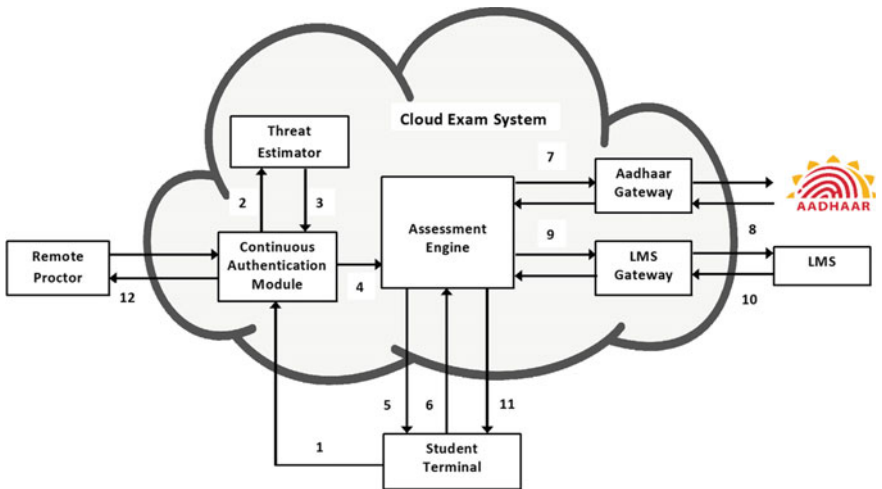 Cloud Exam System
Threat
Estimator
7
Aadhaar
Gateway
AADHAAR
2
3
Assessment
Engine
9
8
Remote
Proctor
Continuous
Authentication
Module
LMS
Gateway
LMS
12
4
10
5
6
11
1
Student
Terminal